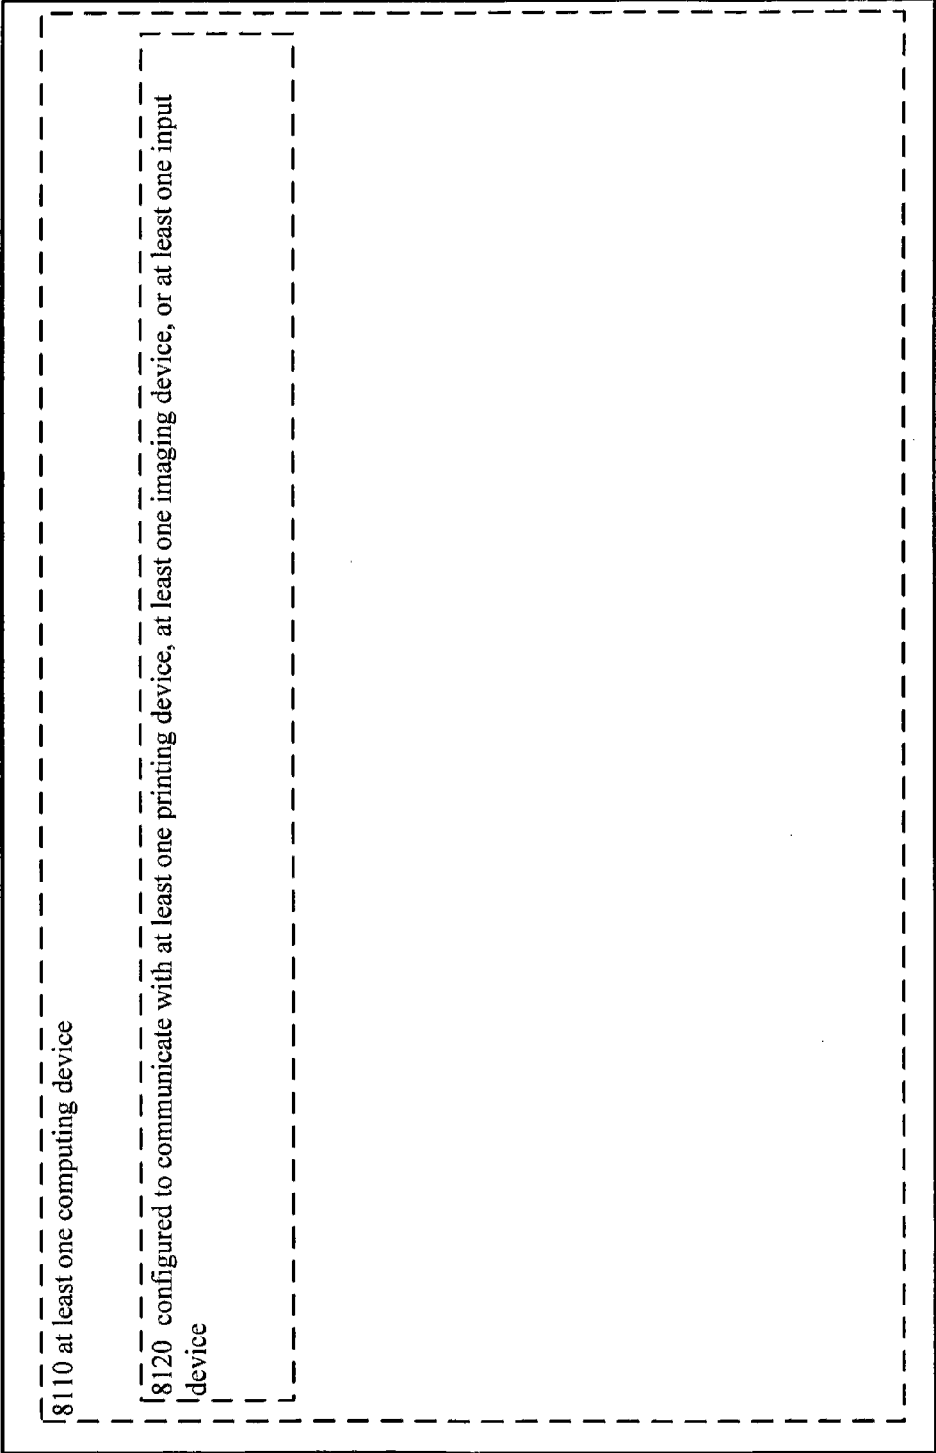 8110 at least one computing device
8120 configured to communicate with at least one printing device, at least one imaging device, or at least one input
device